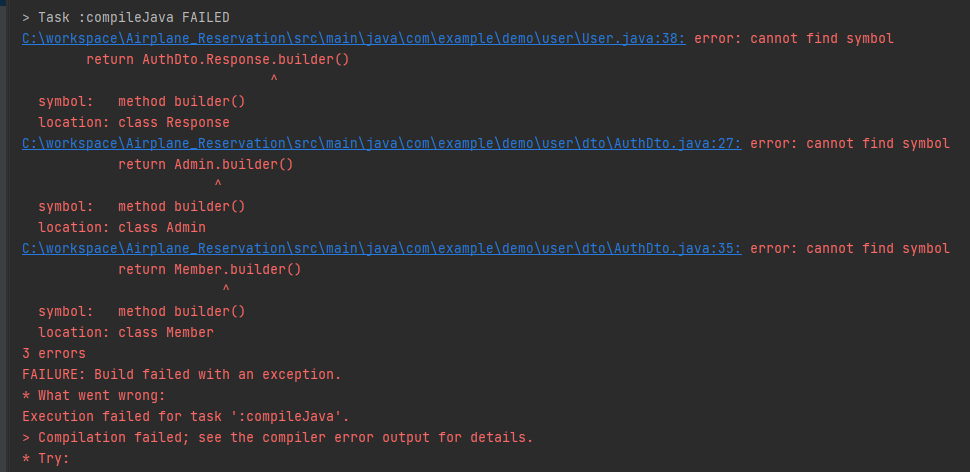 > Task :compileJava FAILED
C:\workspace\Airplane_Reservation\src\main\java\com\example\demo\user\User.java:38: error: cannot find symbol
        return AuthDto.Response.builder()
                               ^
  symbol:   method builder()
  location: class Response
C:\workspace\Airplane_Reservation\src\main\java\com\example\demo\user\dto\AuthDto.java:27: error: cannot find symbol
            return Admin.builder()
                        ^
  symbol:   method builder()
  location: class Admin
C:\workspace\Airplane_Reservation\src\main\java\com\example\demo\user\dto\AuthDto.java:35: error: cannot find symbol
            return Member.builder()
                         ^
  symbol:   method builder()
  location: class Member
3 errors
FAILURE: Build failed with an exception.
* What went wrong:
Execution failed for task ':compileJava'.
> Compilation failed; see the compiler error output for details.
* Try: